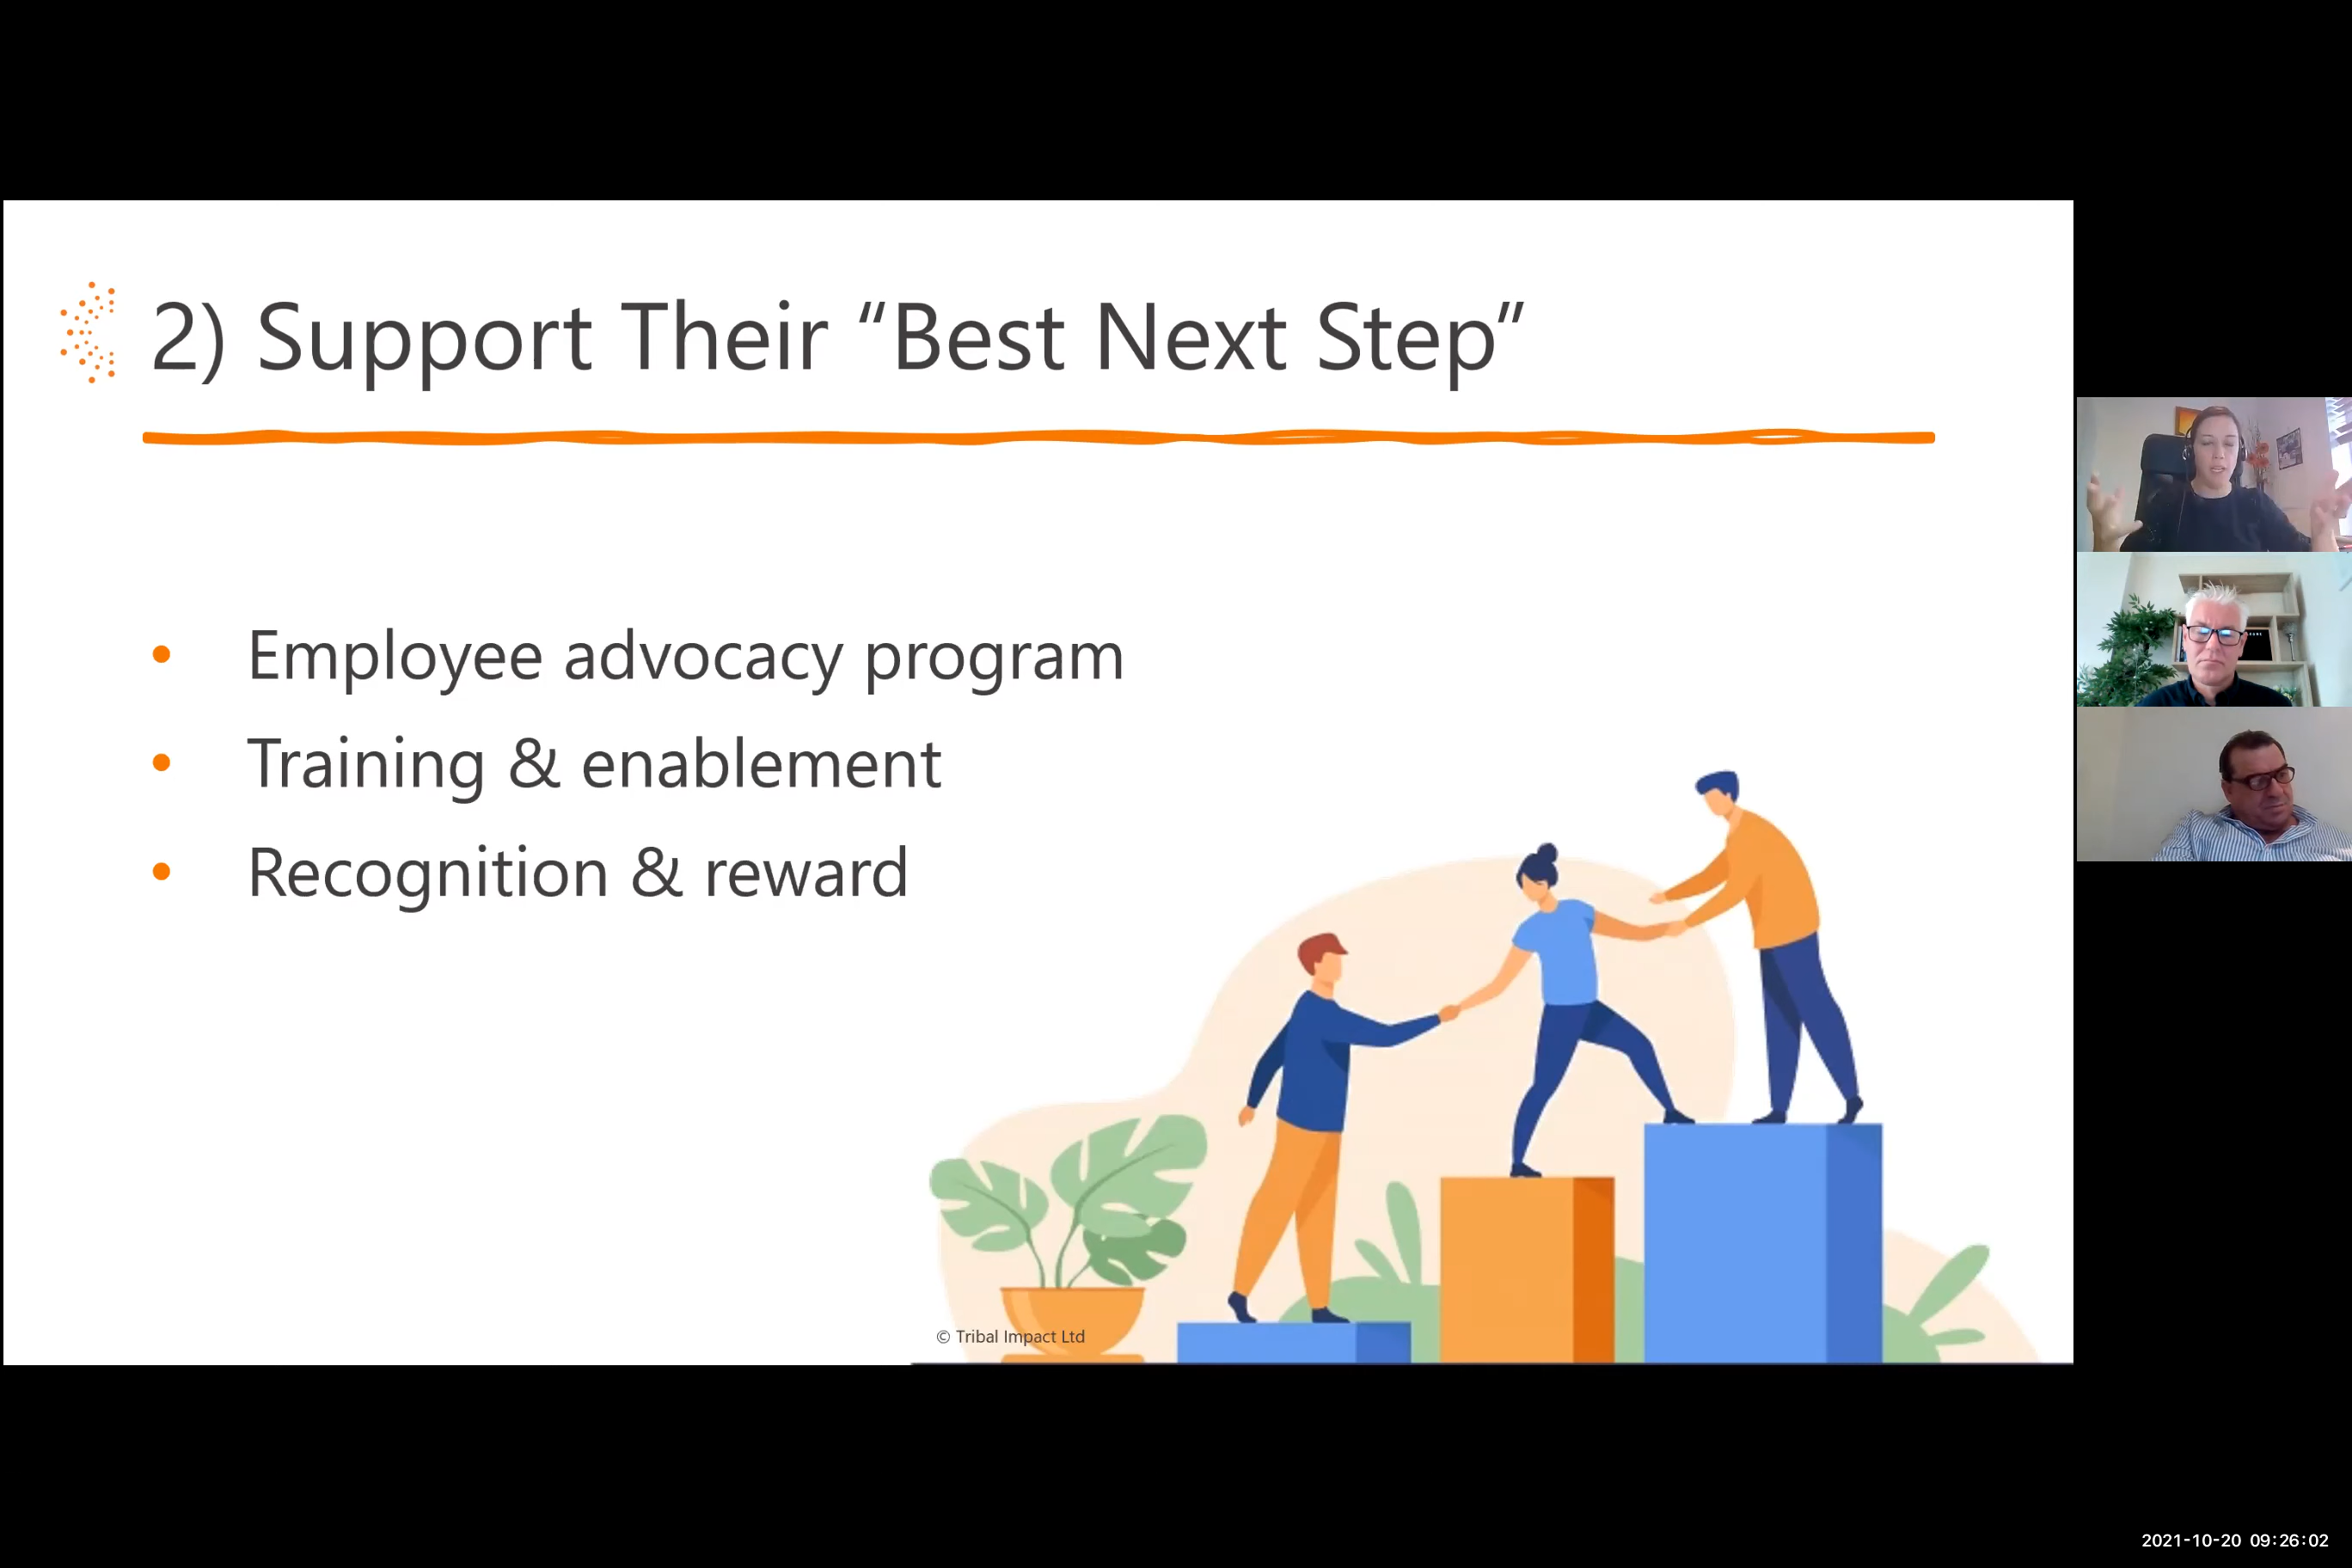 2) Support Their “Best Next Step”
• Employee advocacy program
• Training & enablement
• Recognition & reward
© Tribal Impact Ltd
2021-10-20 09:26:02